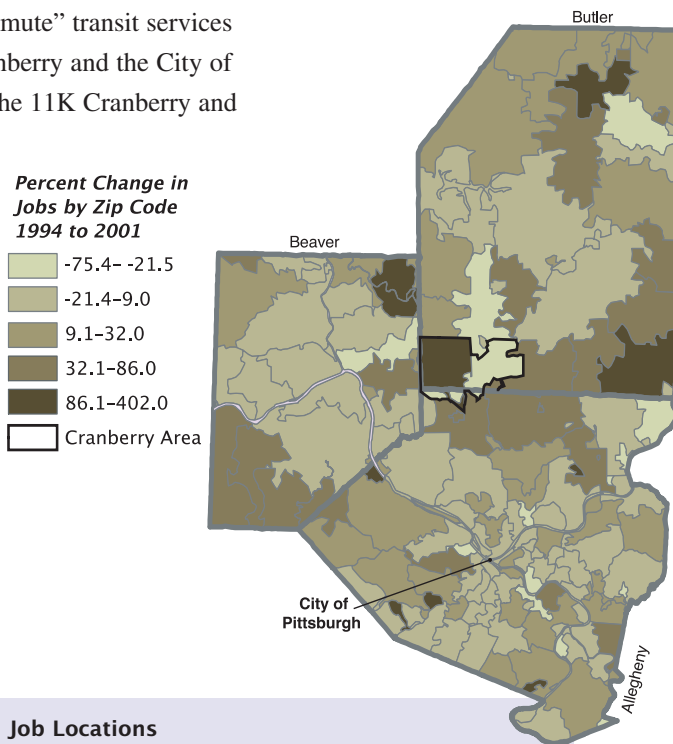 mute” transit services
nberry and the City of
he 11K Cranberry and
Butler
Percent Change in
Jobs by Zip Code
1994 to 2001
-75.4– -21.5
-21.4–9.0
9.1–32.0
32.1–86.0
86.1–402.0
Cranberry Area
Beaver
City of
Pittsburgh
Allegheny
Job Locations